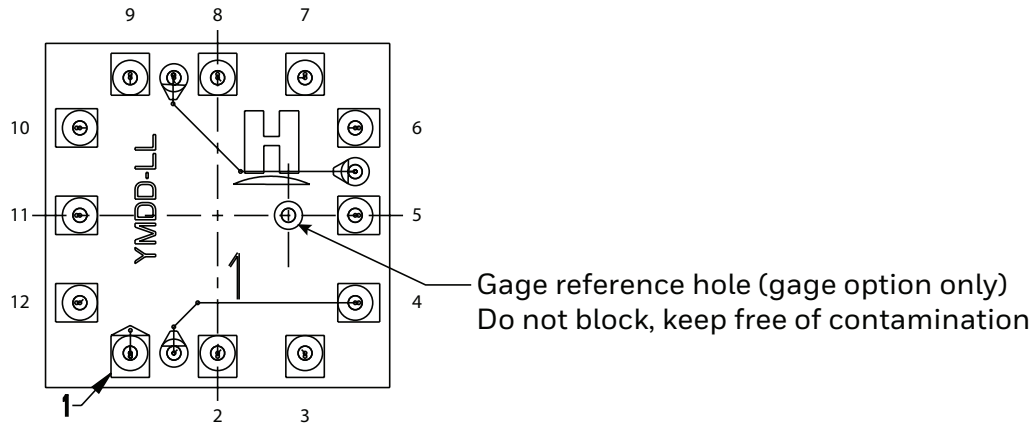 9 8 7
10 6
YMDD-LL
H
11 5
1
12 4
Gage reference hole (gage option only)
Do not block, keep free of contamination
1
2 3